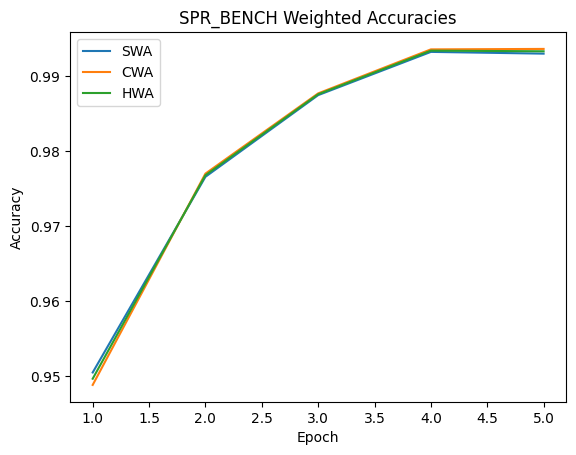 SPR_BENCH Weighted Accuracies
SWA
CWA
HWA
Accuracy
0.99
0.98
0.97
0.96
0.95
1.0 1.5 2.0 2.5 3.0 3.5 4.0 4.5 5.0
Epoch